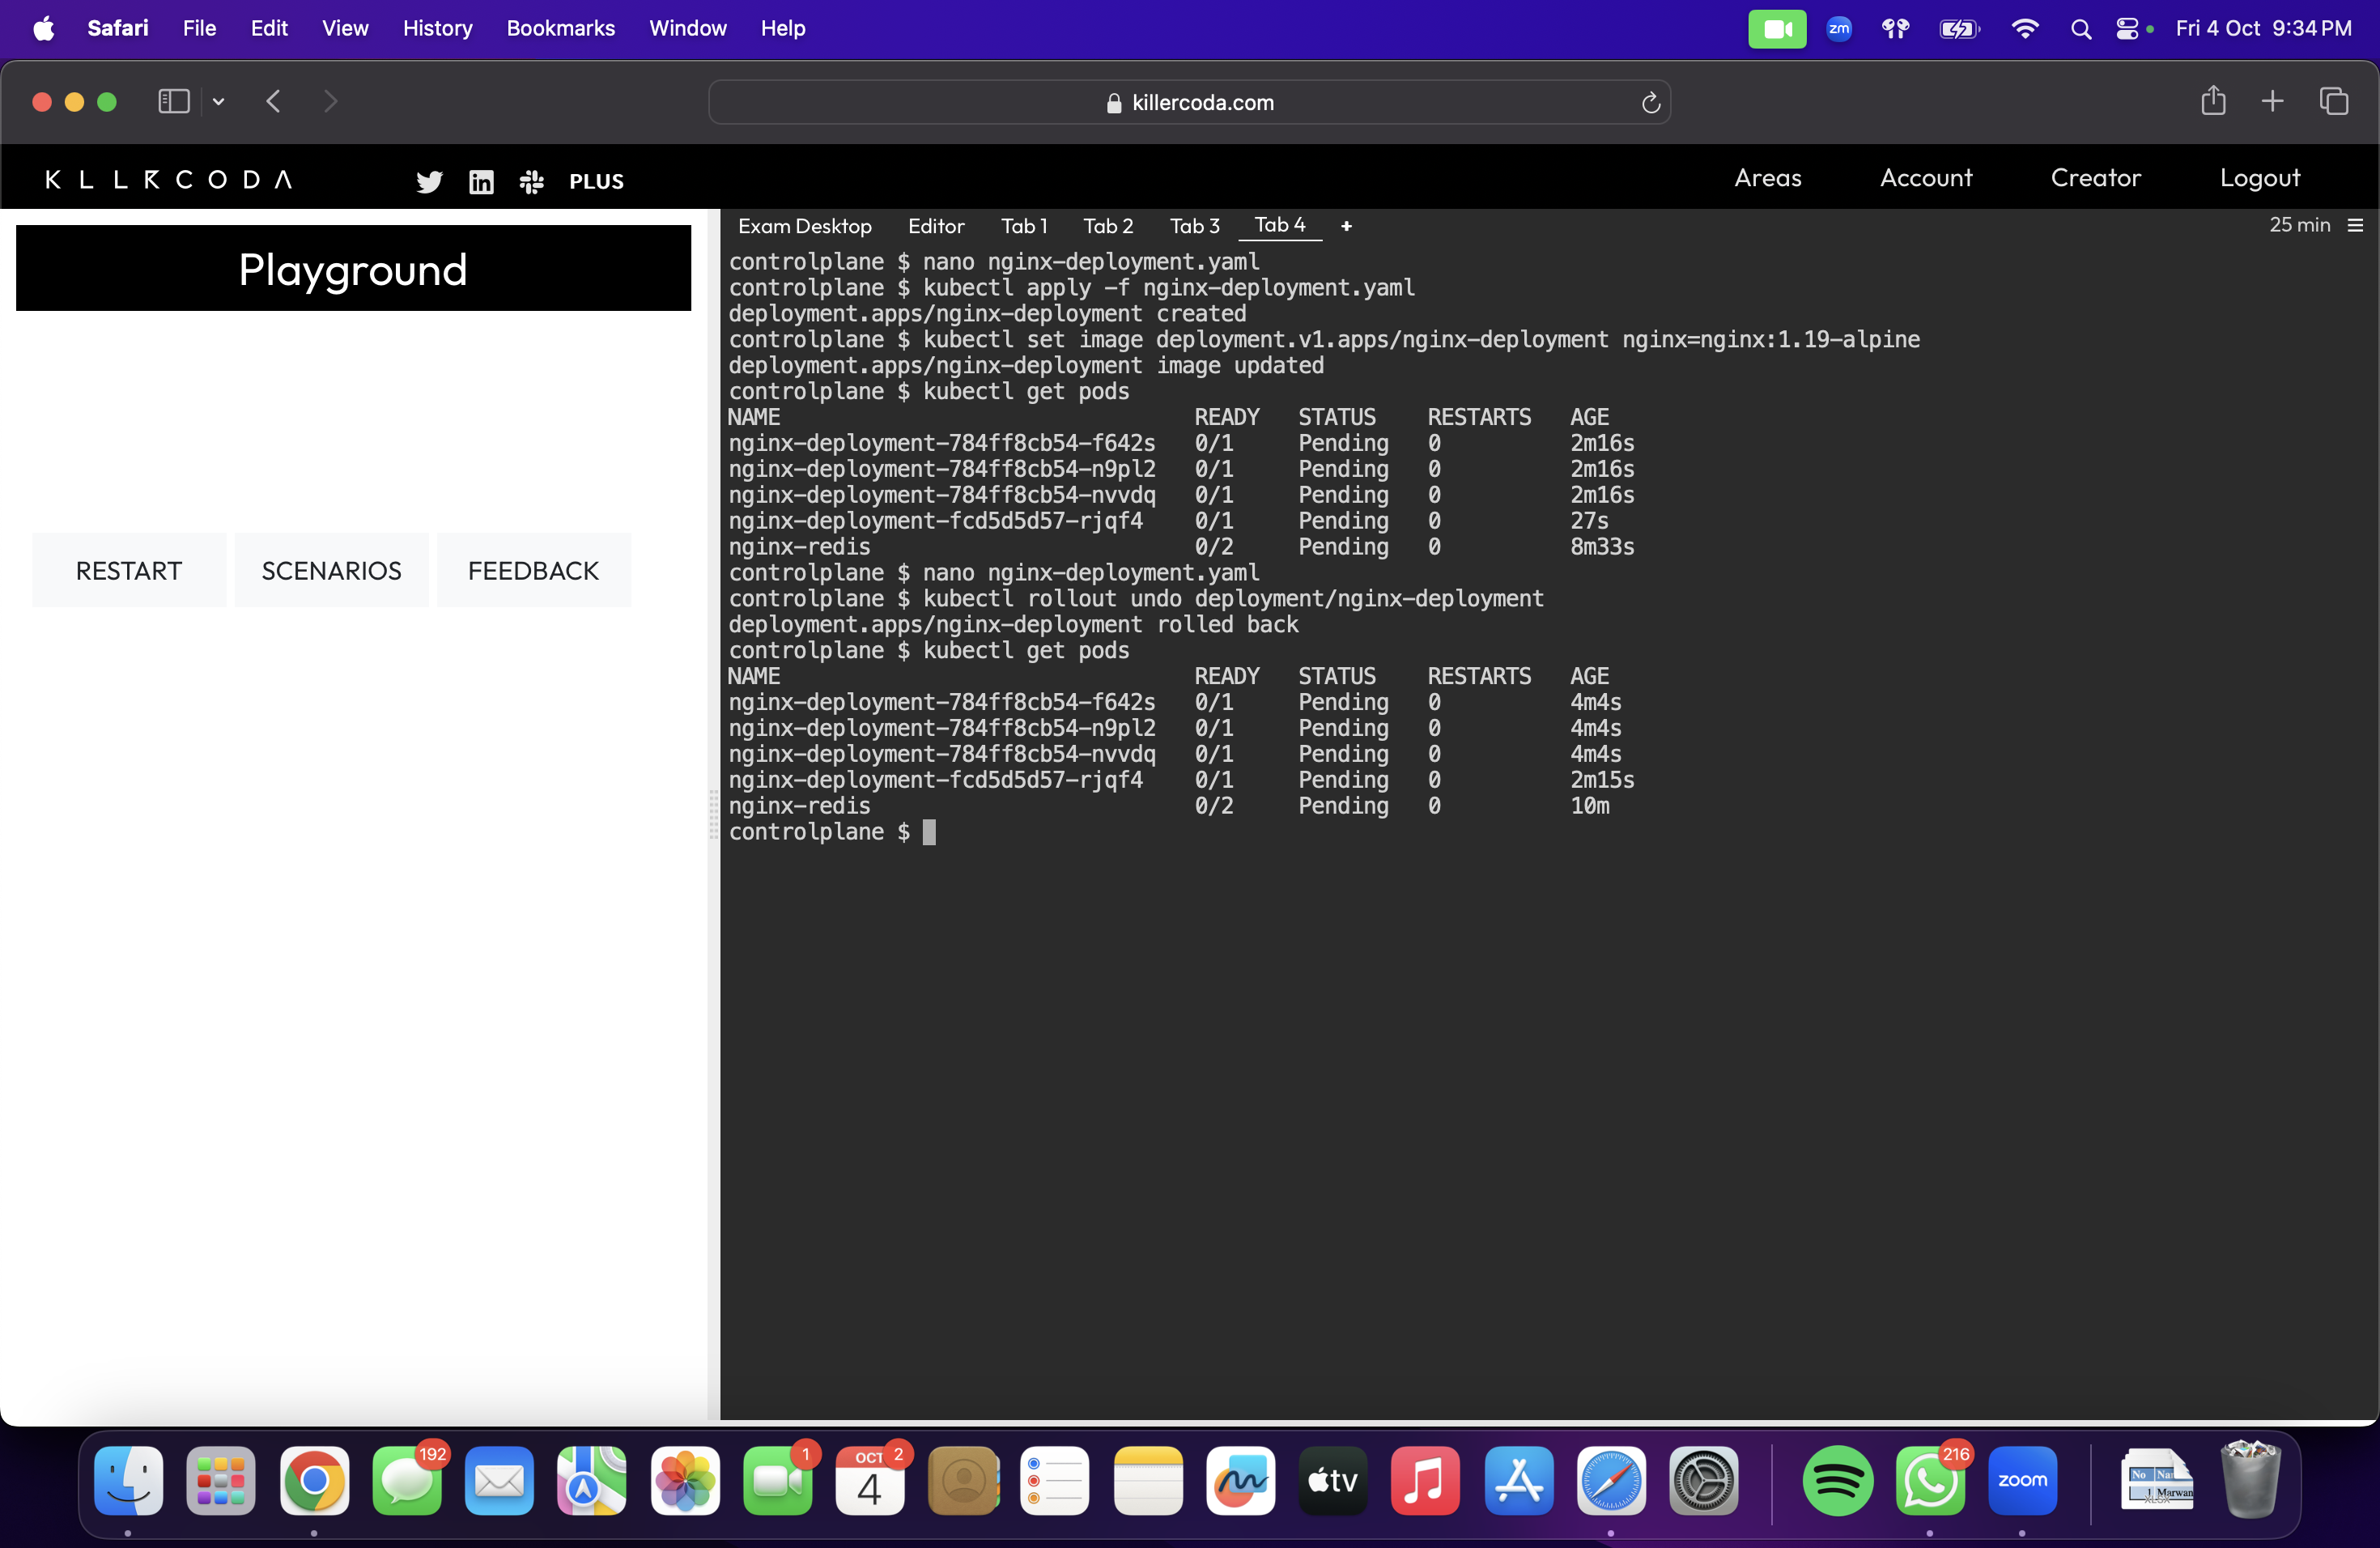 Safari File Edit View History Bookmarks Window Help zm Fri 4 Oct 9:34 PM
killercoda.com
KLLRCODA PLUS Areas Account Creator Logout
Exam Desktop Editor Tab 1 Tab 2 Tab 3 Tab 4 + 25 min
Playground
RESTART SCENARIOS FEEDBACK
controlplane $ nano nginx-deployment.yaml
controlplane $ kubectl apply -f nginx-deployment.yaml
deployment.apps/nginx-deployment created
controlplane $ kubectl set image deployment.v1.apps/nginx-deployment nginx=nginx:1.19-alpine
deployment.apps/nginx-deployment image updated
controlplane $ kubectl get pods
NAME READY STATUS RESTARTS AGE
nginx-deployment-784ff8cb54-f642s 0/1 Pending 0 2m16s
nginx-deployment-784ff8cb54-n9pl2 0/1 Pending 0 2m16s
nginx-deployment-784ff8cb54-nvvdq 0/1 Pending 0 2m16s
nginx-deployment-fcd5d5d57-rjqf4 0/1 Pending 0 27s
nginx-redis 0/2 Pending 0 8m33s
controlplane $ nano nginx-deployment.yaml
controlplane $ kubectl rollout undo deployment/nginx-deployment
deployment.apps/nginx-deployment rolled back
controlplane $ kubectl get pods
NAME READY STATUS RESTARTS AGE
nginx-deployment-784ff8cb54-f642s 0/1 Pending 0 4m4s
nginx-deployment-784ff8cb54-n9pl2 0/1 Pending 0 4m4s
nginx-deployment-784ff8cb54-nvvdq 0/1 Pending 0 4m4s
nginx-deployment-fcd5d5d57-rjqf4 0/1 Pending 0 2m15s
nginx-redis 0/2 Pending 0 10m
controlplane $
192 1 OCT 2 216
4 tv zoom No
1 Marwan
XLSX